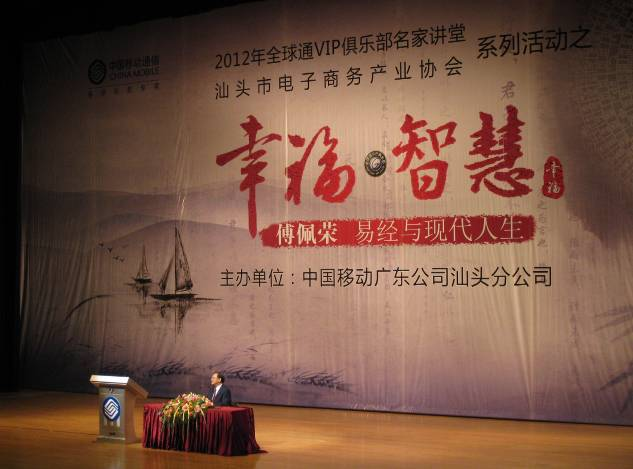 中国移动通信
CHINA MOBILE
2012年全球通VIP俱乐部名家讲堂
汕头市电子商务产业协会
系列活动之
幸福·智慧
幸福
傅佩荣 易经与现代人生
主办单位：中国移动广东公司汕头分公司